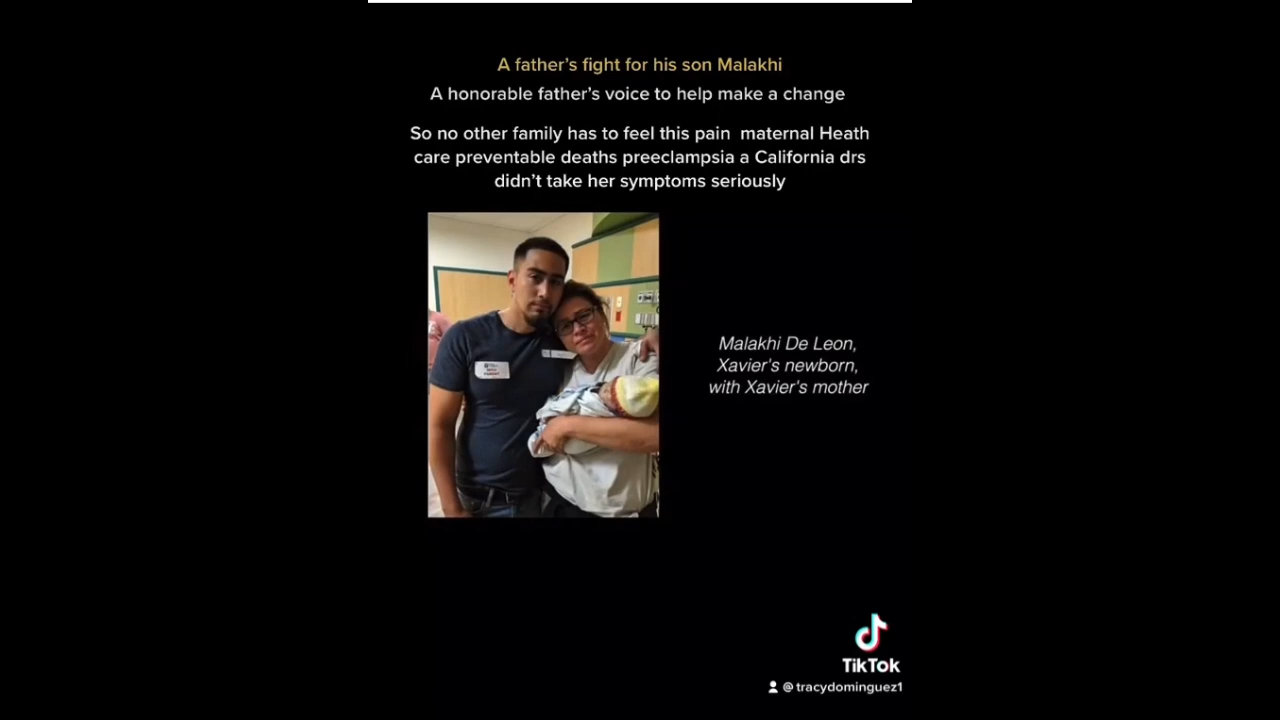 A father's fight for his son Malakhi
A honorable father's voice to help make a change
So no other family has to feel this pain maternal Heath
care preventable deaths preeclampsia a California drs
didn't take her symptoms seriously
Malakhi De Leon,
Xavier's newborn,
with Xavier's mother
TikTok
@tracydominguez1